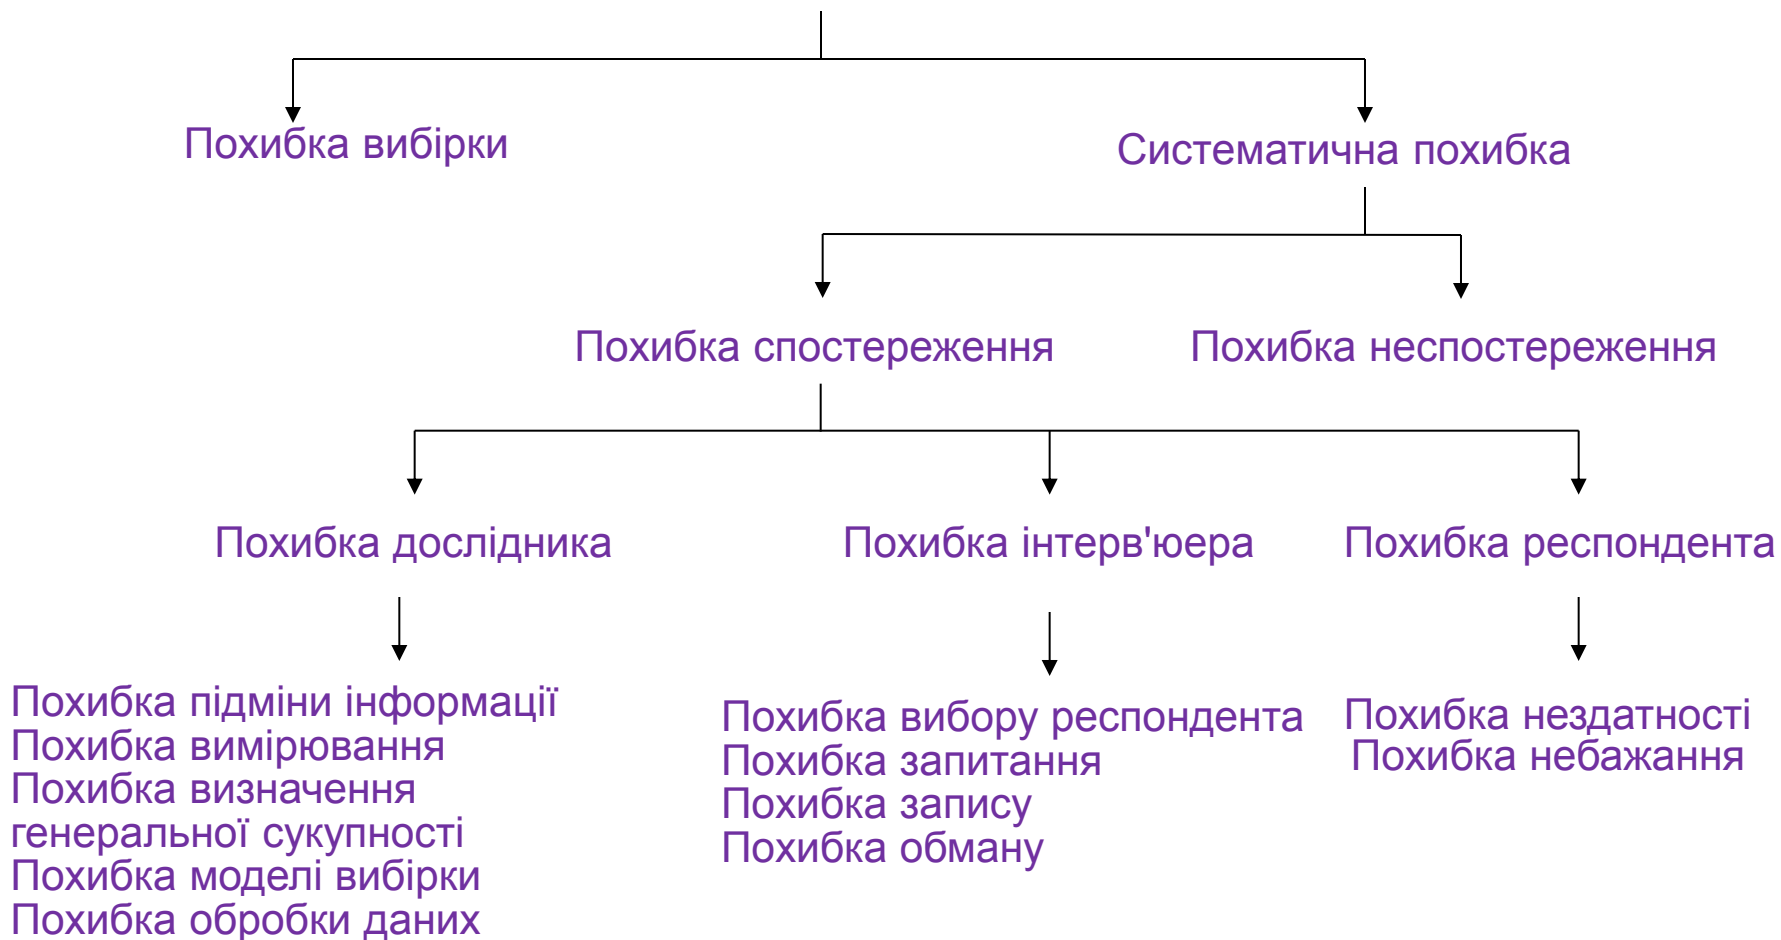 Похибка вибірки
Систематична похибка
Похибка спостереження
Похибка неспостереження
Похибка дослідника
Похибка інтерв'юера
Похибка респондента
Похибка підміни інформації
Похибка вимірювання
Похибка визначення
генеральної сукупності
Похибка моделі вибірки
Похибка обробки даних
Похибка вибору респондента
Похибка запитання
Похибка запису
Похибка обману
Похибка нездатності
Похибка небажання